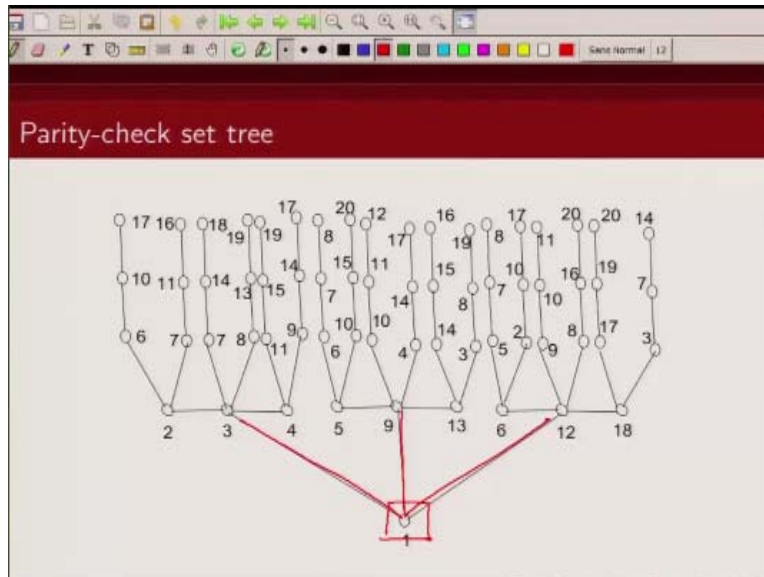 T
Sans Normal 12
Parity-check set tree
17 16 18 19 19 17 8 20 12 17 16 19 8 17 11 20 20 14
10 11 14 13 15 14 7 15 11 14 15 8 7 10 10 16 19 7
6 7 7 8 11 9 6 10 10 4 14 3 5 2 9 8 17 3
2 3 4 5 9 13 6 12 18
1